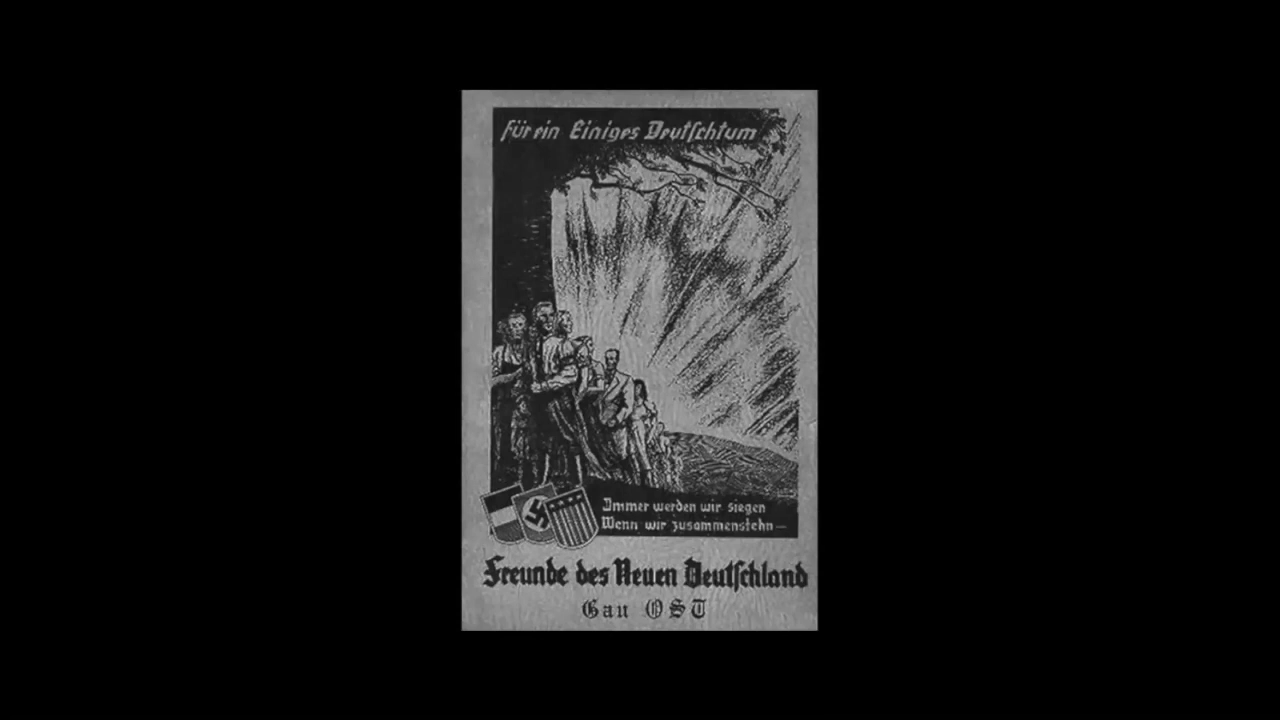 Für ein Einiges Deutschtum
Immer werden wir siegen
Wenn wir zusammenstehn —
Freunde des Neuen Deutschland
Gau OST